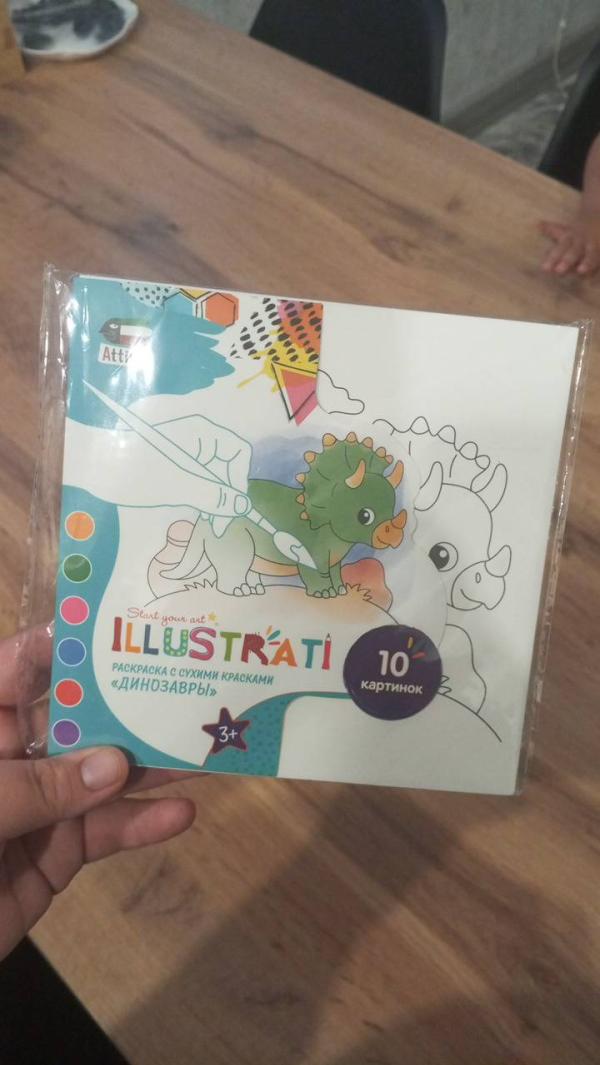 Start your art
ILLUSTRATI
РАСКРАСКА С СУХИМИ КРАСКАМИ
«ДИНОЗАВРЫ»
10
картинок
3+